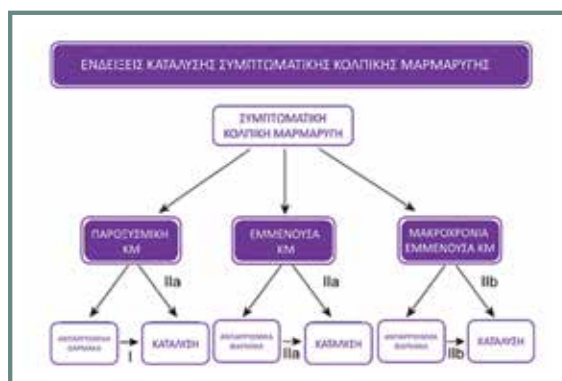 ΕΝΔΕΙΞΕΙΣ ΚΑΤΑΛΥΣΗΣ ΣΥΜΠΤΩΜΑΤΙΚΗΣ ΚΟΛΠΙΚΗΣ ΜΑΡΜΑΡΥΓΗΣ
ΣΥΜΠΤΩΜΑΤΙΚΗ
ΚΟΛΠΙΚΗ ΜΑΡΜΑΡΥΓΗ
ΠΑΡΟΞΥΣΜΙΚΗ
ΚΜ
ΕΜΜΕΝΟΥΣΑ
ΚΜ
ΜΑΚΡΟΧΡΟΝΙΑ
ΕΜΜΕΝΟΥΣΑ ΚΜ
IIa
IIa
IIb
I
ΚΑΤΑΛΥΣΗ
IIa
ΚΑΤΑΛΥΣΗ
IIb
ΚΑΤΑΛΥΣΗ